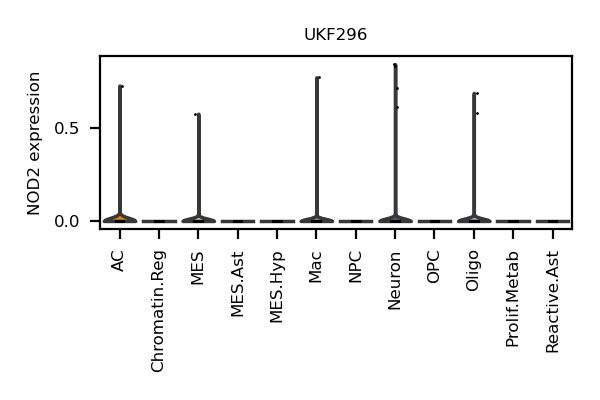 UKF296
NOD2 expression
0.5
0.0
AC
Chromatin.Reg
MES
MES.Ast
MES.Hyp
Mac
NPC
Neuron
OPC
Oligo
Prolif.Metab
Reactive.Ast